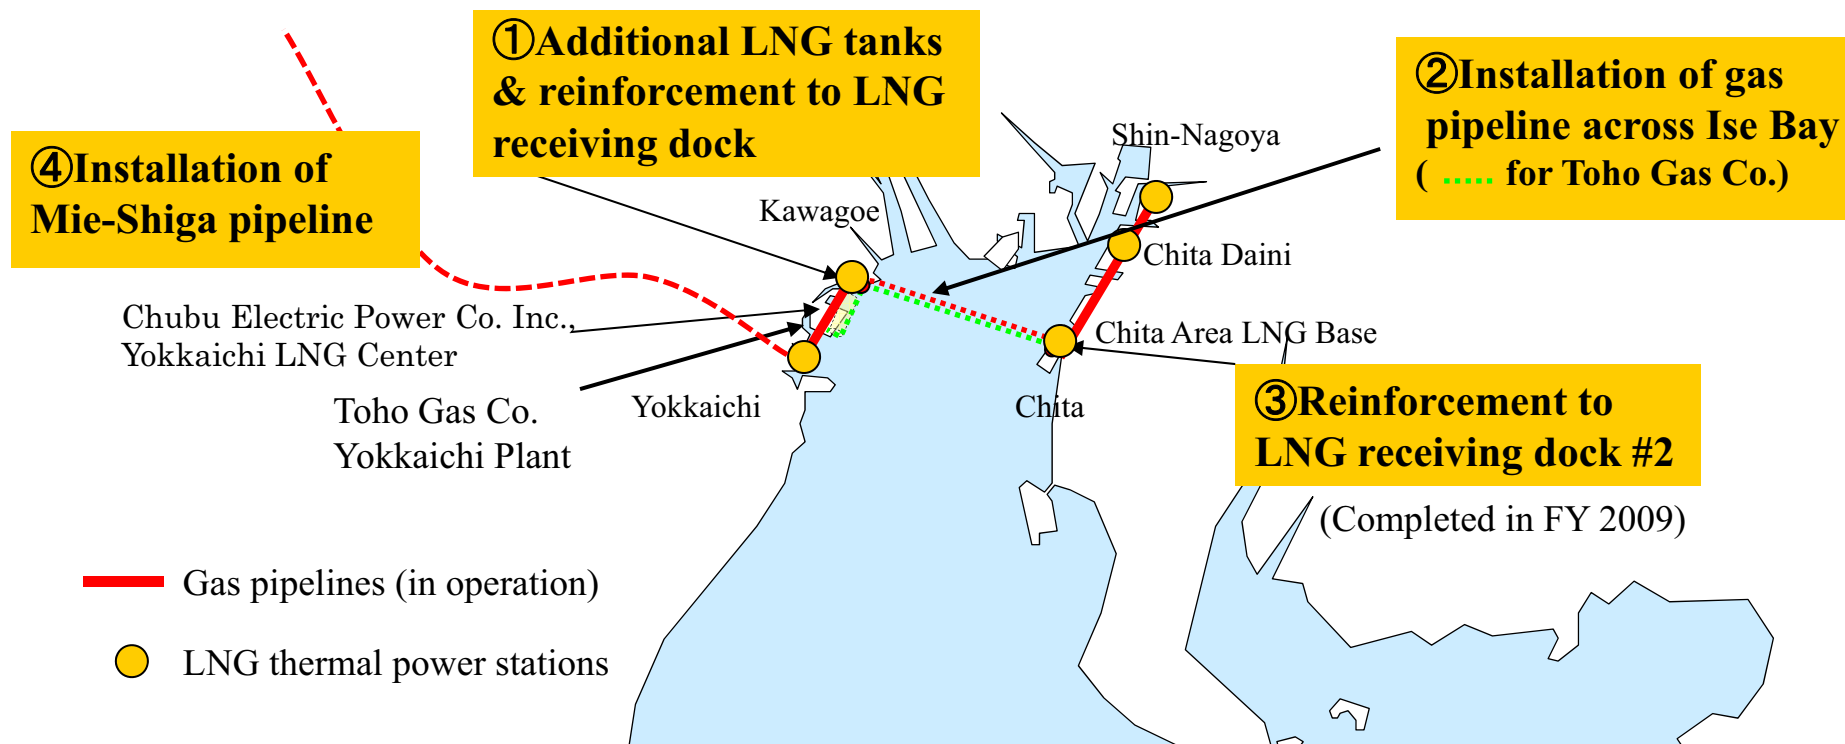 ①Additional LNG tanks
& reinforcement to LNG
receiving dock
②Installation of gas
pipeline across Ise Bay
( ..... for Toho Gas Co.)
④Installation of
Mie-Shiga pipeline
Shin-Nagoya
Kawagoe
Chita Daini
Chubu Electric Power Co. Inc.,
Yokkaichi LNG Center
Chita Area LNG Base
Toho Gas Co.
Yokkaichi Plant
Yokkaichi
Chita
③Reinforcement to
LNG receiving dock #2
(Completed in FY 2009)
Gas pipelines (in operation)
LNG thermal power stations